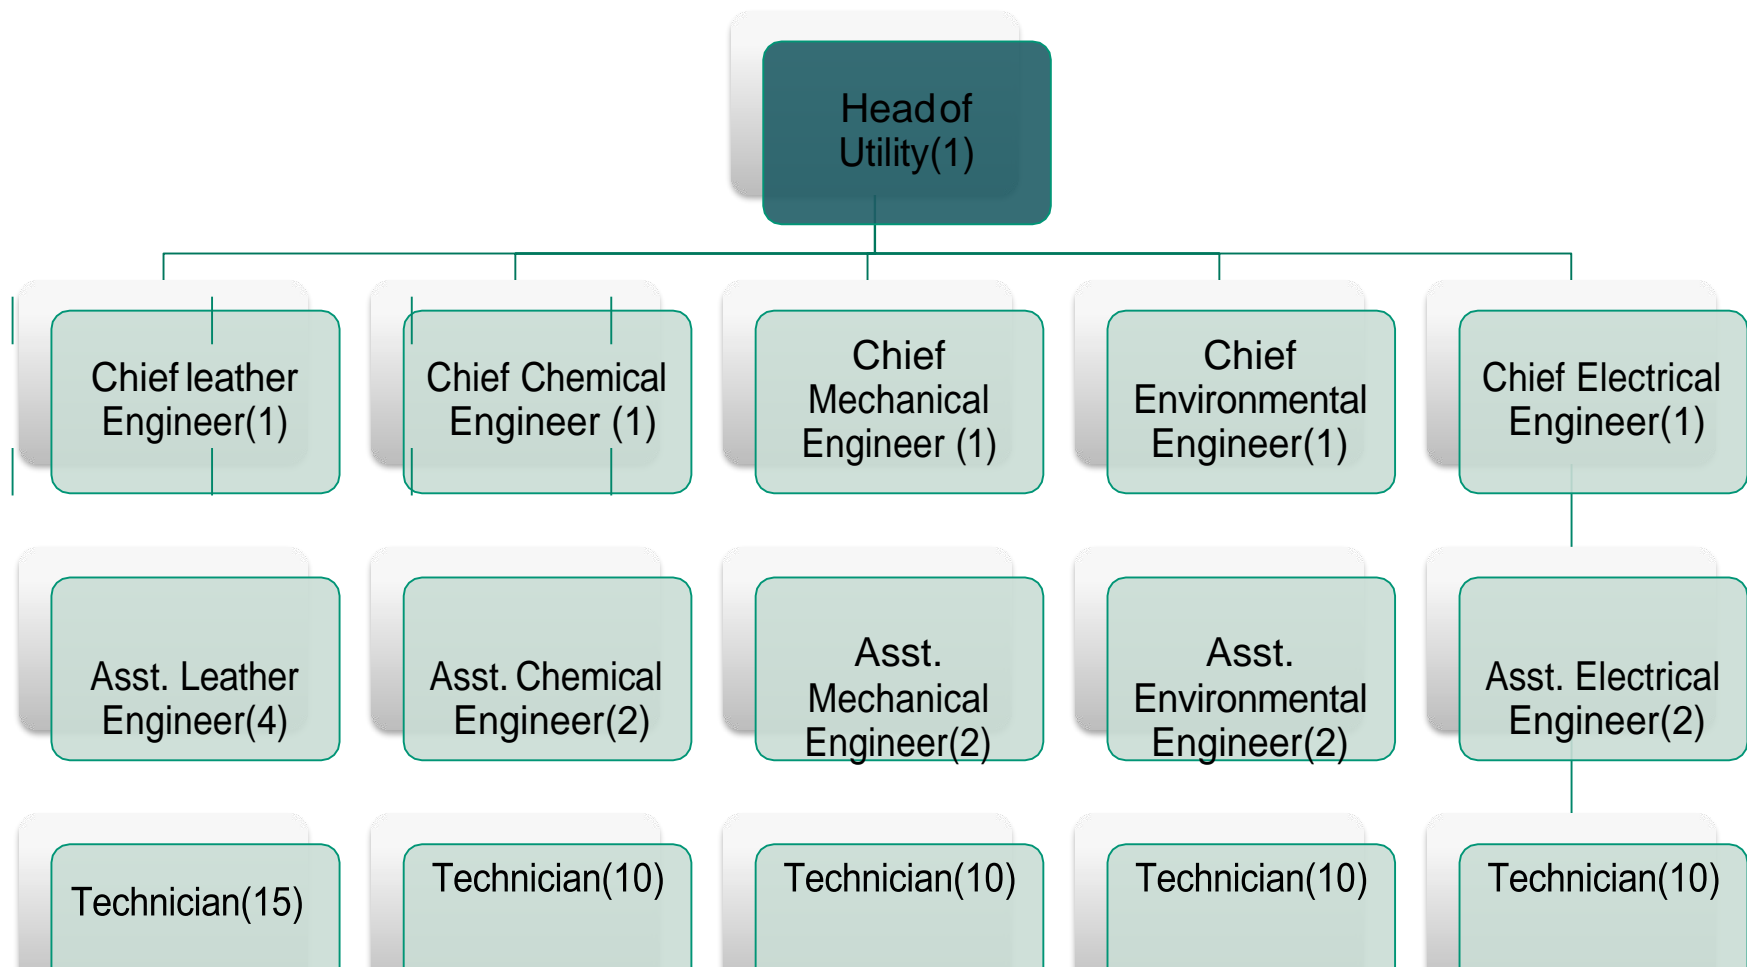 Head of
Utility(1)
Chief leather
Engineer(1)
Chief Chemical
Engineer (1)
Chief
Mechanical
Engineer (1)
Chief
Environmental
Engineer(1)
Chief Electrical
Engineer(1)
Asst. Leather
Engineer(4)
Asst. Chemical
Engineer(2)
Asst.
Mechanical
Engineer(2)
Asst.
Environmental
Engineer(2)
Asst. Electrical
Engineer(2)
Technician(15)
Technician(10)
Technician(10)
Technician(10)
Technician(10)